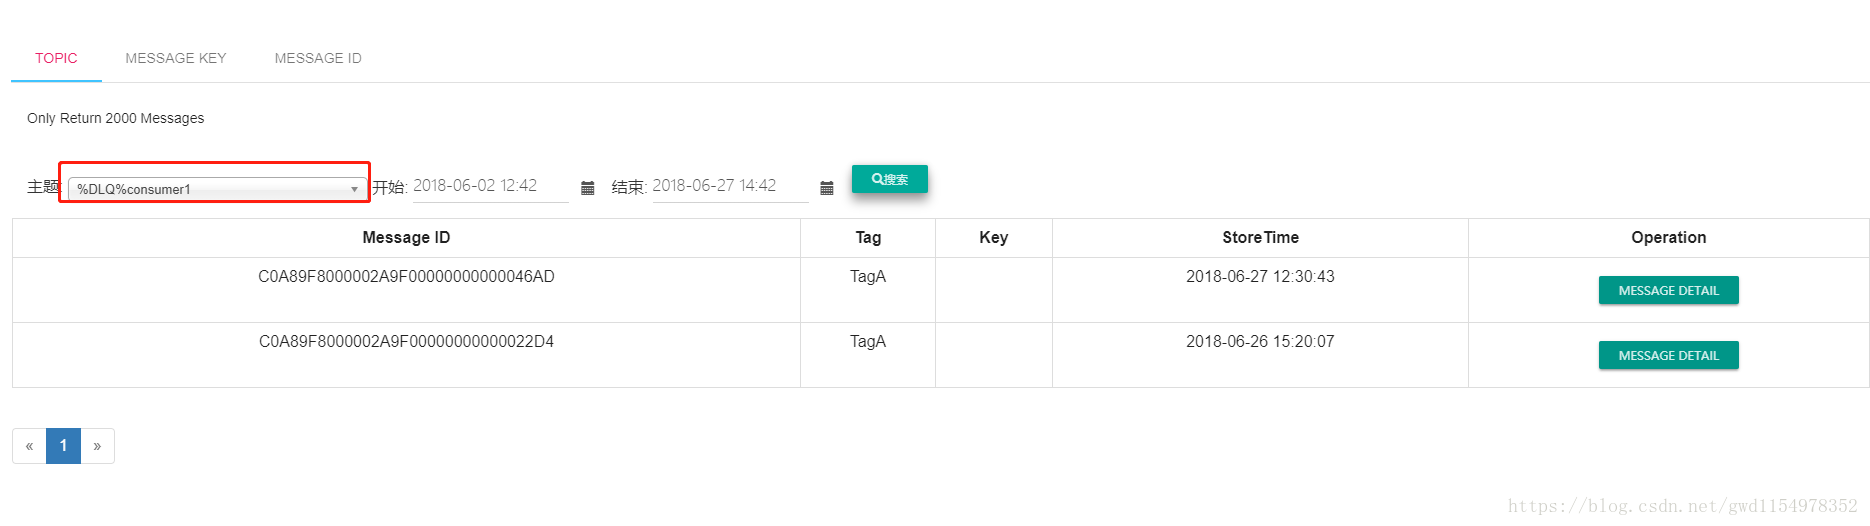 TOPIC MESSAGE KEY MESSAGE ID
Only Return 2000 Messages
主题: %DLQ%consumer1 开始: 2018-06-02 12:42 结束: 2018-06-27 14:42 搜索
Message ID Tag Key StoreTime Operation
C0A89F8000002A9F00000000000046AD TagA 2018-06-27 12:30:43 MESSAGE DETAIL
C0A89F8000002A9F00000000000022D4 TagA 2018-06-26 15:20:07 MESSAGE DETAIL
« 1 »
https://blog.csdn.net/gwd1154978352